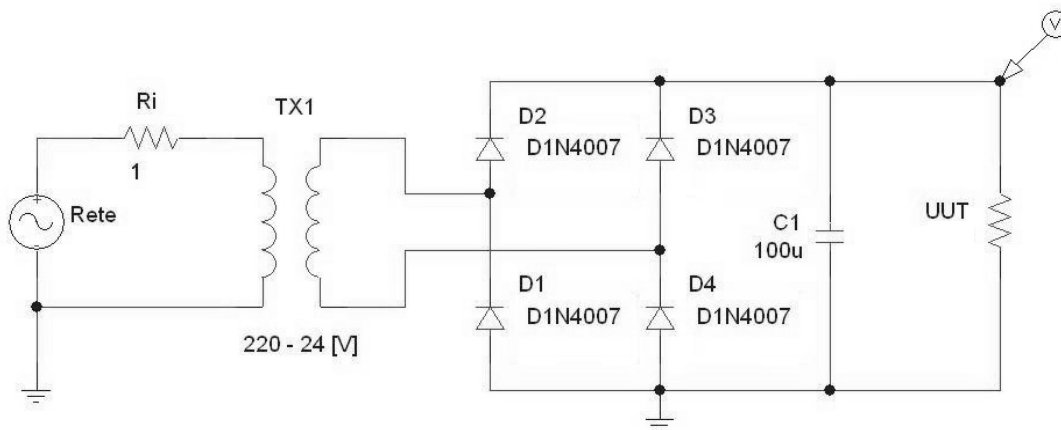 V
Ri
TX1
D2
D3
D1N4007
D1N4007
1
Rete
C1
UUT
100u
D1
D4
D1N4007
D1N4007
220 - 24 [V]